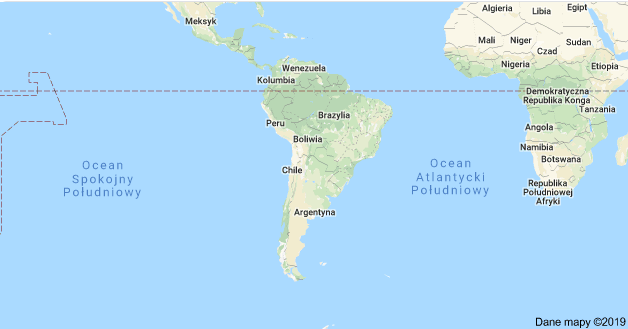 Meksyk
Wenezuela
Kolumbia
Peru
Brazylia
Boliwia
Chile
Argentyna
Ocean
Spokojny
Południowy
Ocean
Atlantycki
Południowy
Algieria
Libia
Egipt
Mali
Niger
Czad
Sudan
Nigeria
Etiopia
Demokratyczna
Republika Konga
Tanzania
Angola
Namibia
Botswana
Republika
Południowej
Afryki
Dane mapy ©2019